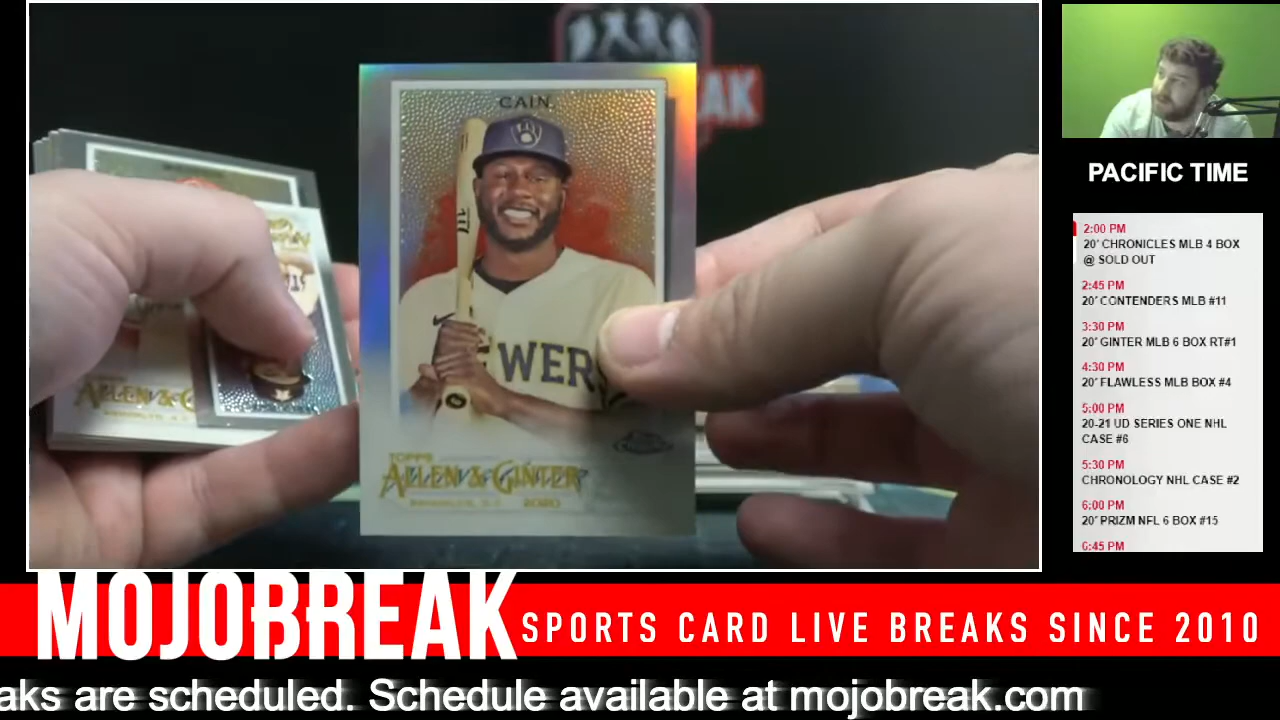 CAIN
EWERS
TOPPS
ALLEN & GINTER
2020
ALLEN & G
EAK
PACIFIC TIME
2:00 PM
20' CHRONICLES MLB 4 BOX
@ SOLD OUT
2:45 PM
20' CONTENDERS MLB #11
3:30 PM
20' GINTER MLB 6 BOX RT#1
4:30 PM
20' FLAWLESS MLB BOX #4
5:00 PM
20-21 UD SERIES ONE NHL
CASE #6
5:30 PM
CHRONOLOGY NHL CASE #2
6:00 PM
20' PRIZM NFL 6 BOX #15
6:45 PM
MOJOBREAK
SPORTS CARD LIVE BREAKS SINCE 2010
aks are scheduled. Schedule available at mojobreak.com